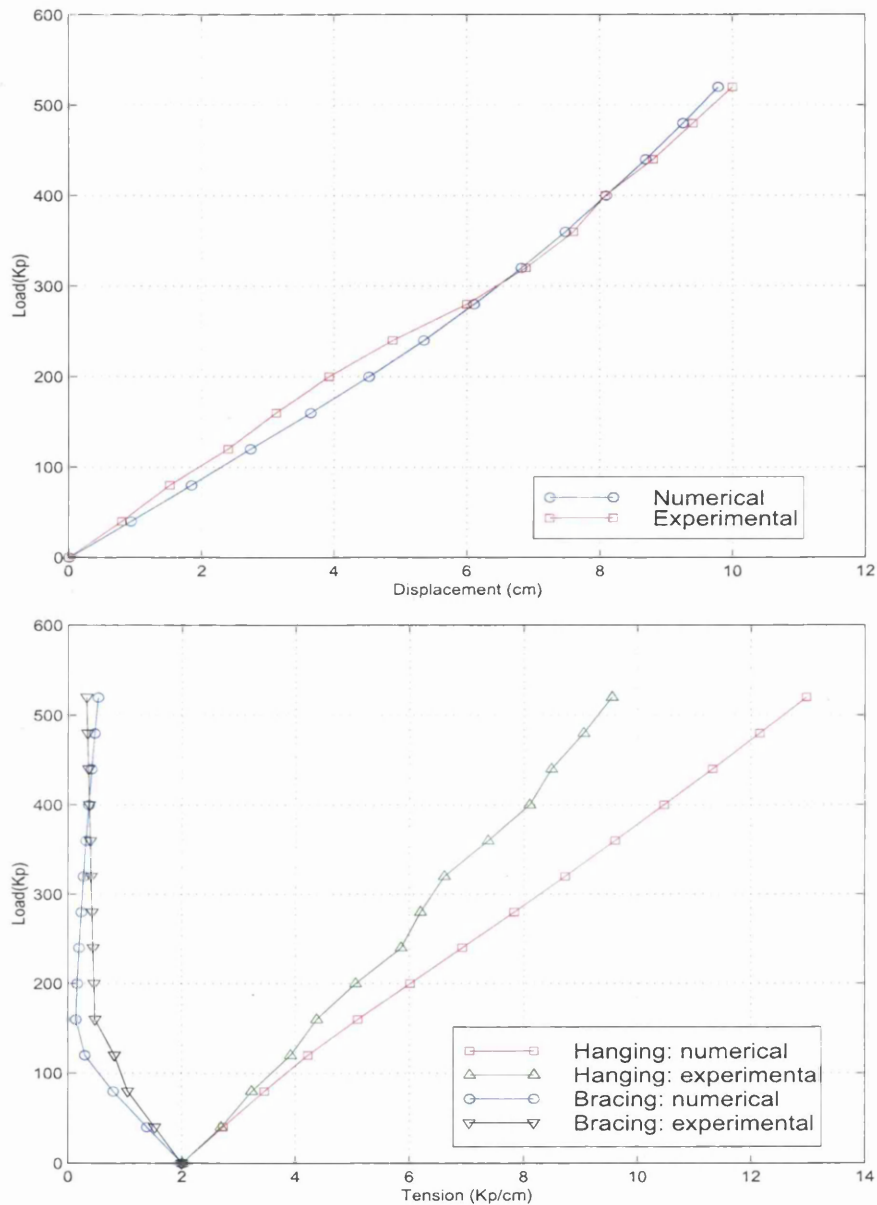 600
500
400
300
200
100
0
Load(Kp)
0 2 4 6 8 10 12
Displacement (cm)
Numerical
Experimental
600
500
400
300
200
100
0
Load(Kp)
0 2 4 6 8 10 12 14
Tension (Kp/cm)
Hanging: numerical
Hanging: experimental
Bracing: numerical
Bracing: experimental